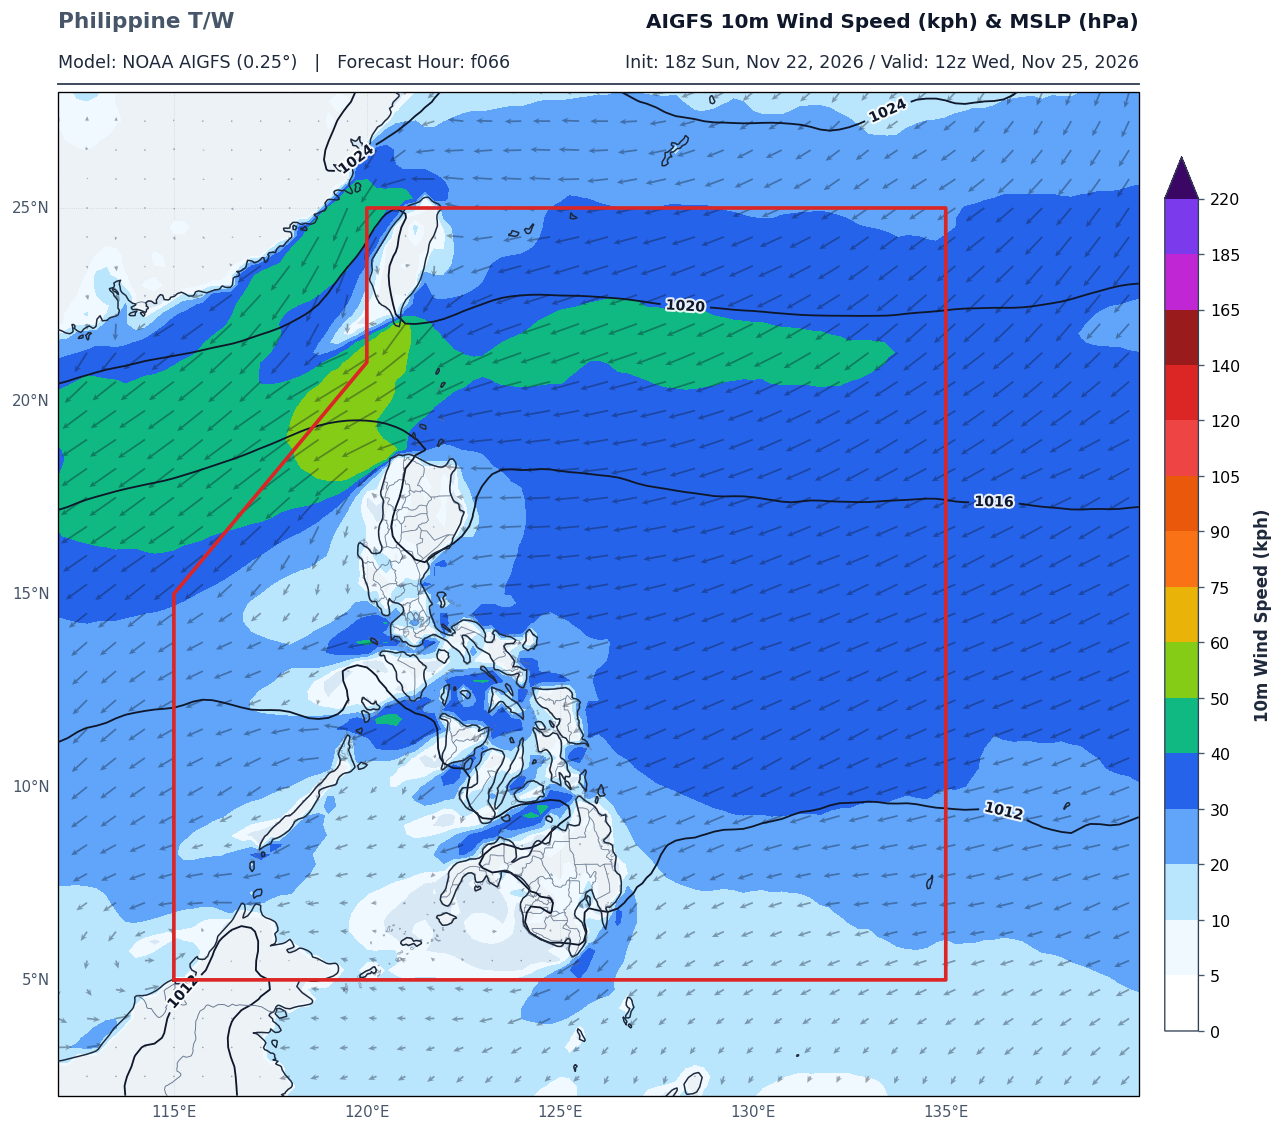 Philippine T/W
AIGFS 10m Wind Speed (kph) & MSLP (hPa)
Model: NOAA AIGFS (0.25°) | Forecast Hour: f066
Init: 18z Sun, Nov 22, 2026 / Valid: 12z Wed, Nov 25, 2026
1024
1024
1020
1016
1012
1012
25°N
20°N
15°N
10°N
5°N
115°E
120°E
125°E
130°E
135°E
220
185
165
140
120
105
90
75
60
50
40
30
20
10
5
0
10m Wind Speed (kph)